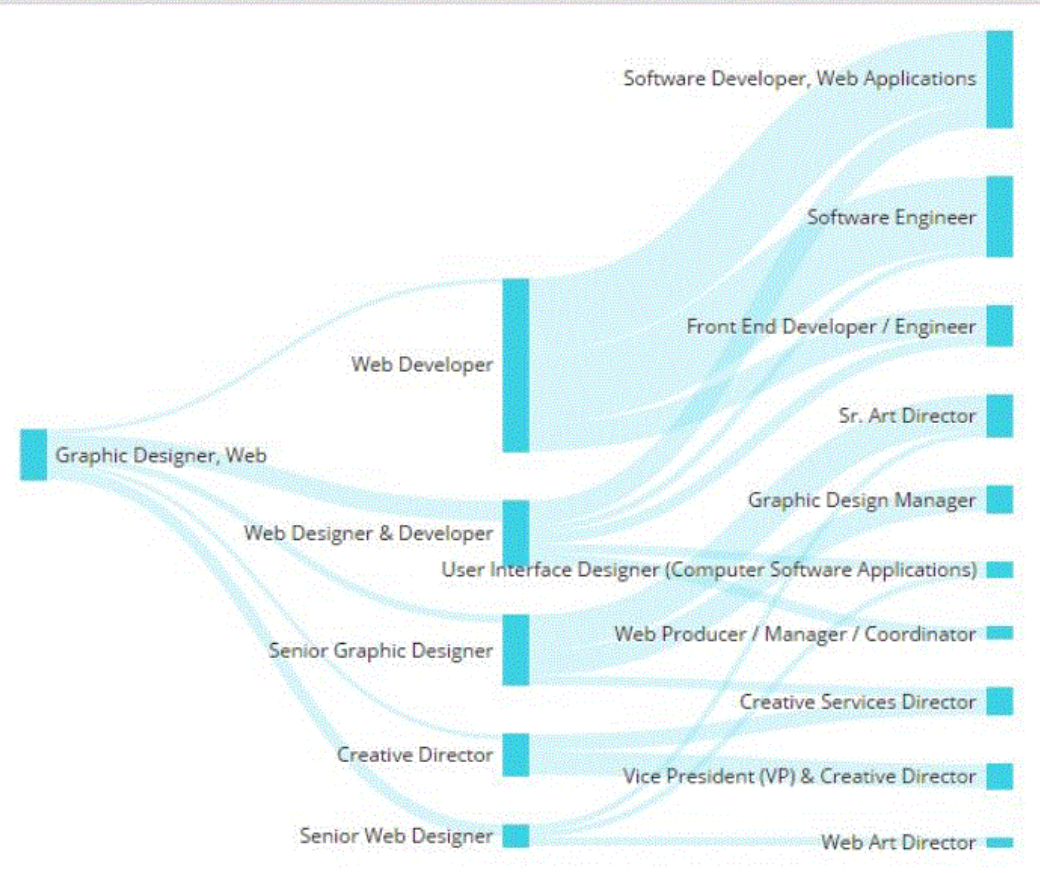 Software Developer, Web Applications
Software Engineer
Front End Developer / Engineer
Web Developer
Sr. Art Director
Graphic Designer, Web
Graphic Design Manager
Web Designer & Developer
User Interface Designer (Computer Software Applications)
Web Producer / Manager / Coordinator
Senior Graphic Designer
Creative Services Director
Creative Director
Vice President (VP) & Creative Director
Senior Web Designer
Web Art Director